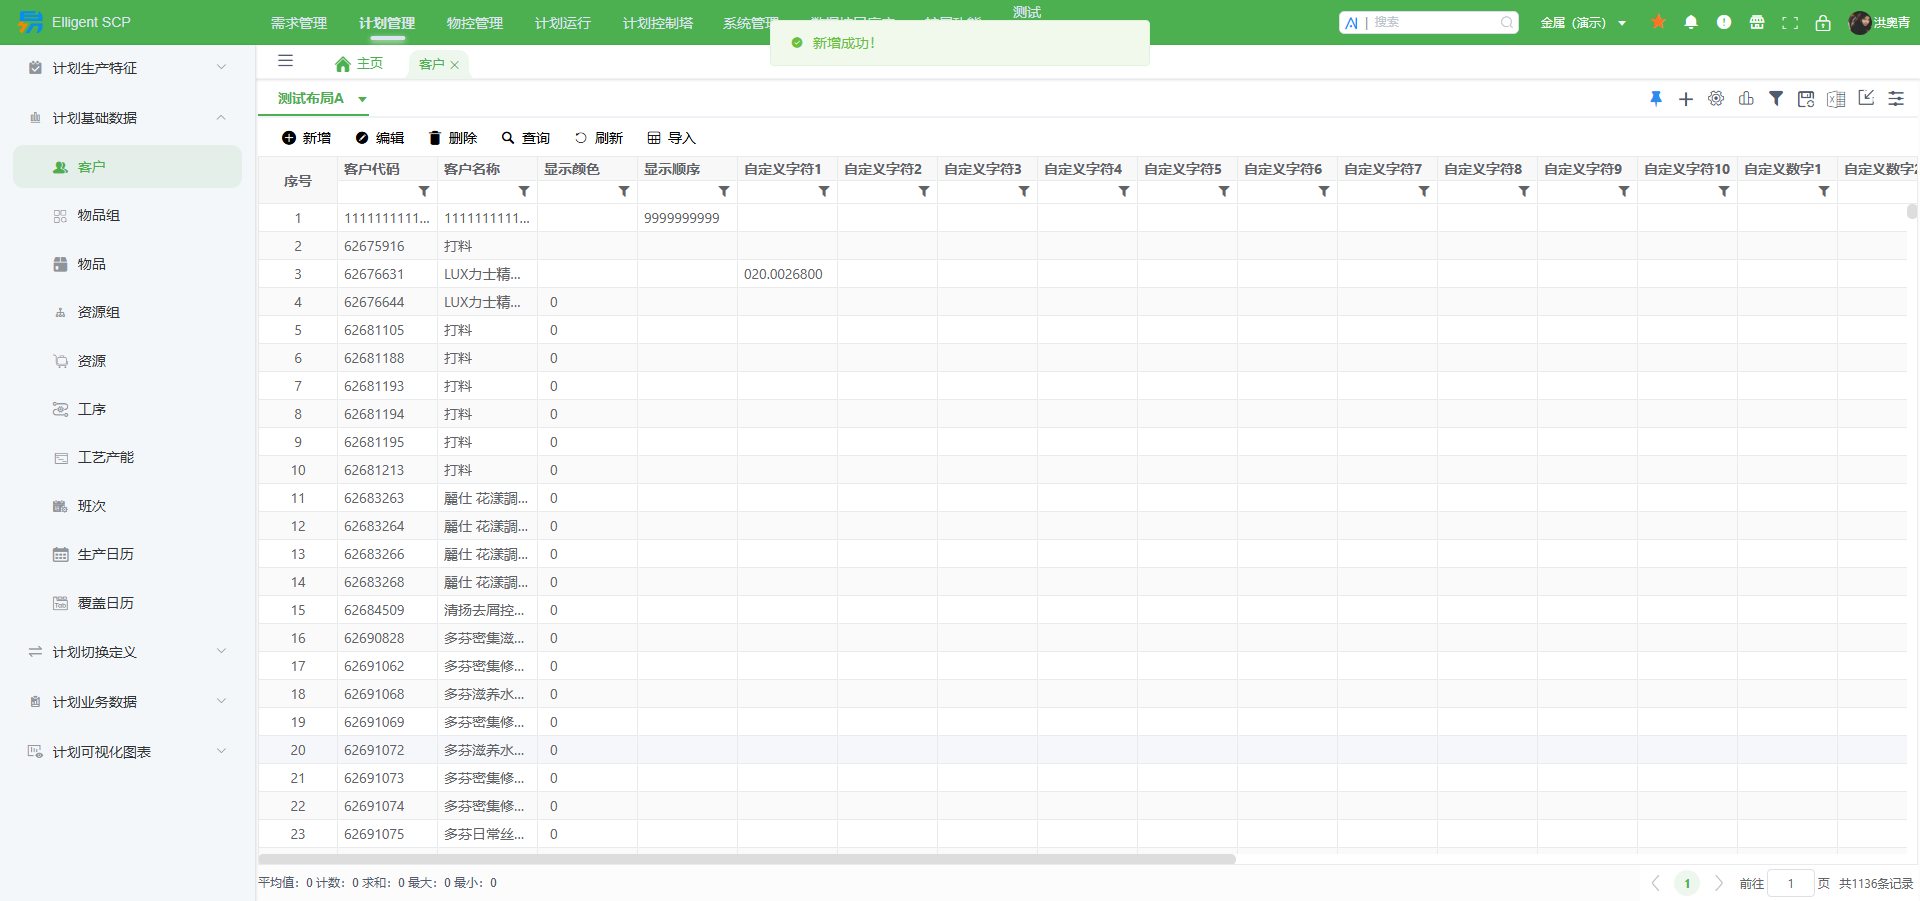 Elligent SCP
需求管理 计划管理 物控管理 计划运行 计划控制塔 系统管理 测试
新增成功！
AI | 搜索
金属（演示）
洪奥青
计划生产特征
计划基础数据
客户
物品组
物品
资源组
资源
工序
工艺产能
班次
生产日历
覆盖日历
计划切换定义
计划业务数据
计划可视化图表
主页 客户
测试布局A
新增 编辑 删除 查询 刷新 导入
序号 客户代码 客户名称 显示颜色 显示顺序 自定义字符1 自定义字符2 自定义字符3 自定义字符4 自定义字符5 自定义字符6 自定义字符7 自定义字符8 自定义字符9 自定义字符10 自定义数字1 自定义数字2
1 1111111111... 1111111111... 9999999999
2 62675916 打料
3 62676631 LUX力士精... 020.0026800
4 62676644 LUX力士精... 0
5 62681105 打料 0
6 62681188 打料 0
7 62681193 打料 0
8 62681194 打料 0
9 62681195 打料 0
10 62681213 打料 0
11 62683263 麗仕 花漾調... 0
12 62683264 麗仕 花漾調... 0
13 62683266 麗仕 花漾調... 0
14 62683268 麗仕 花漾調... 0
15 62684509 清扬去屑控... 0
16 62690828 多芬密集滋... 0
17 62691062 多芬密集修... 0
18 62691068 多芬滋养水... 0
19 62691069 多芬密集修... 0
20 62691072 多芬滋养水... 0
21 62691073 多芬密集修... 0
22 62691074 多芬密集修... 0
23 62691075 多芬日常丝... 0
平均值：0 计数：0 求和：0 最大：0 最小：0
1 前往 1 页 共1136条记录